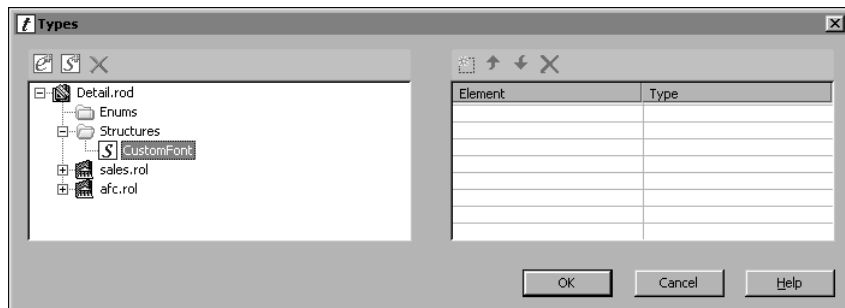 t Types
e S
Detail.rod
Enums
Structures
S CustomFont
sales.rol
afc.rol
Element Type
OK Cancel Help